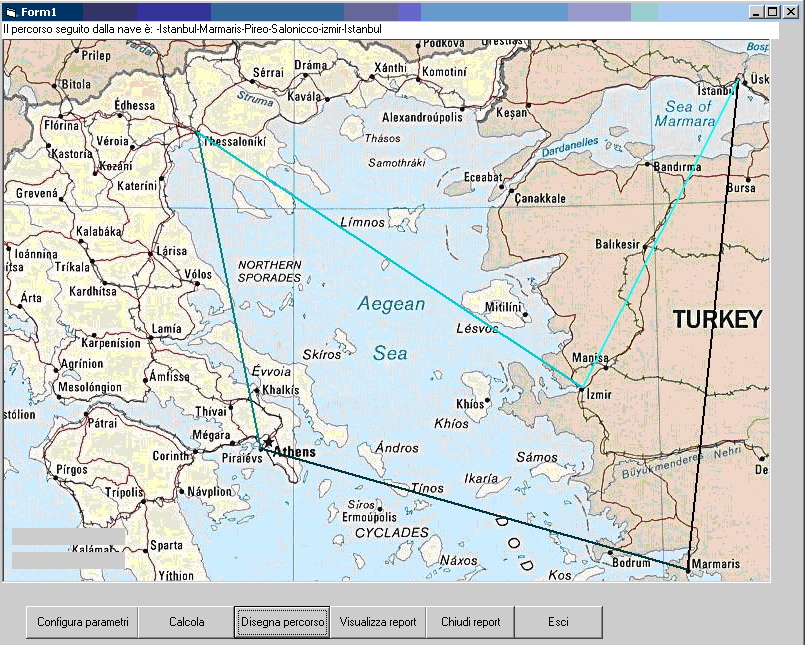 Form1
Il percorso seguito dalla nave è: -Istanbul-Marmaris-Pireo-Salonicco-izmir-Istanbul
Prilep
Bitola
Flórina
Kastoría
Édhessa
Véroia
Kozáni
Kateríni
Grevená
Kalabáka
Ioánnina
Tríkala
Lárisa
Kardhítsa
Vólos
Árta
Lamía
Karpenísion
Agrínion
Mesolóngion
Ámfissa
Évvoia
Khalkís
Thívai
Pátrai
Mégara
Corinth
Piraiévs
Athens
Pírgos
Trípolis
Návplion
Sparta
Yíthion
Sérrai
Dráma
Xánthi
Komotiní
Podkova
Struma
Kavála
Alexandroúpolis
Thessaloníki
Thásos
Samothráki
Keşan
Eceabat
Çanakkale
Dardanelles
Sea of
Marmara
İstanbul
Bandırma
Bursa
Balıkesir
Límnos
NORTHERN
SPORADES
Aegean
Sea
Mitilíni
Lésvos
TURKEY
Skíros
Manisa
İzmir
Khíos
Khíos
Ándros
Sámos
Ikaría
Tínos
Síros
Ermoúpolis
CYCLADES
Náxos
Kos
Bodrum
Marmaris
Büyükmenderes Nehri
D O D
Configura parametri
Calcola
Disegna percorso
Visualizza report
Chiudi report
Esci